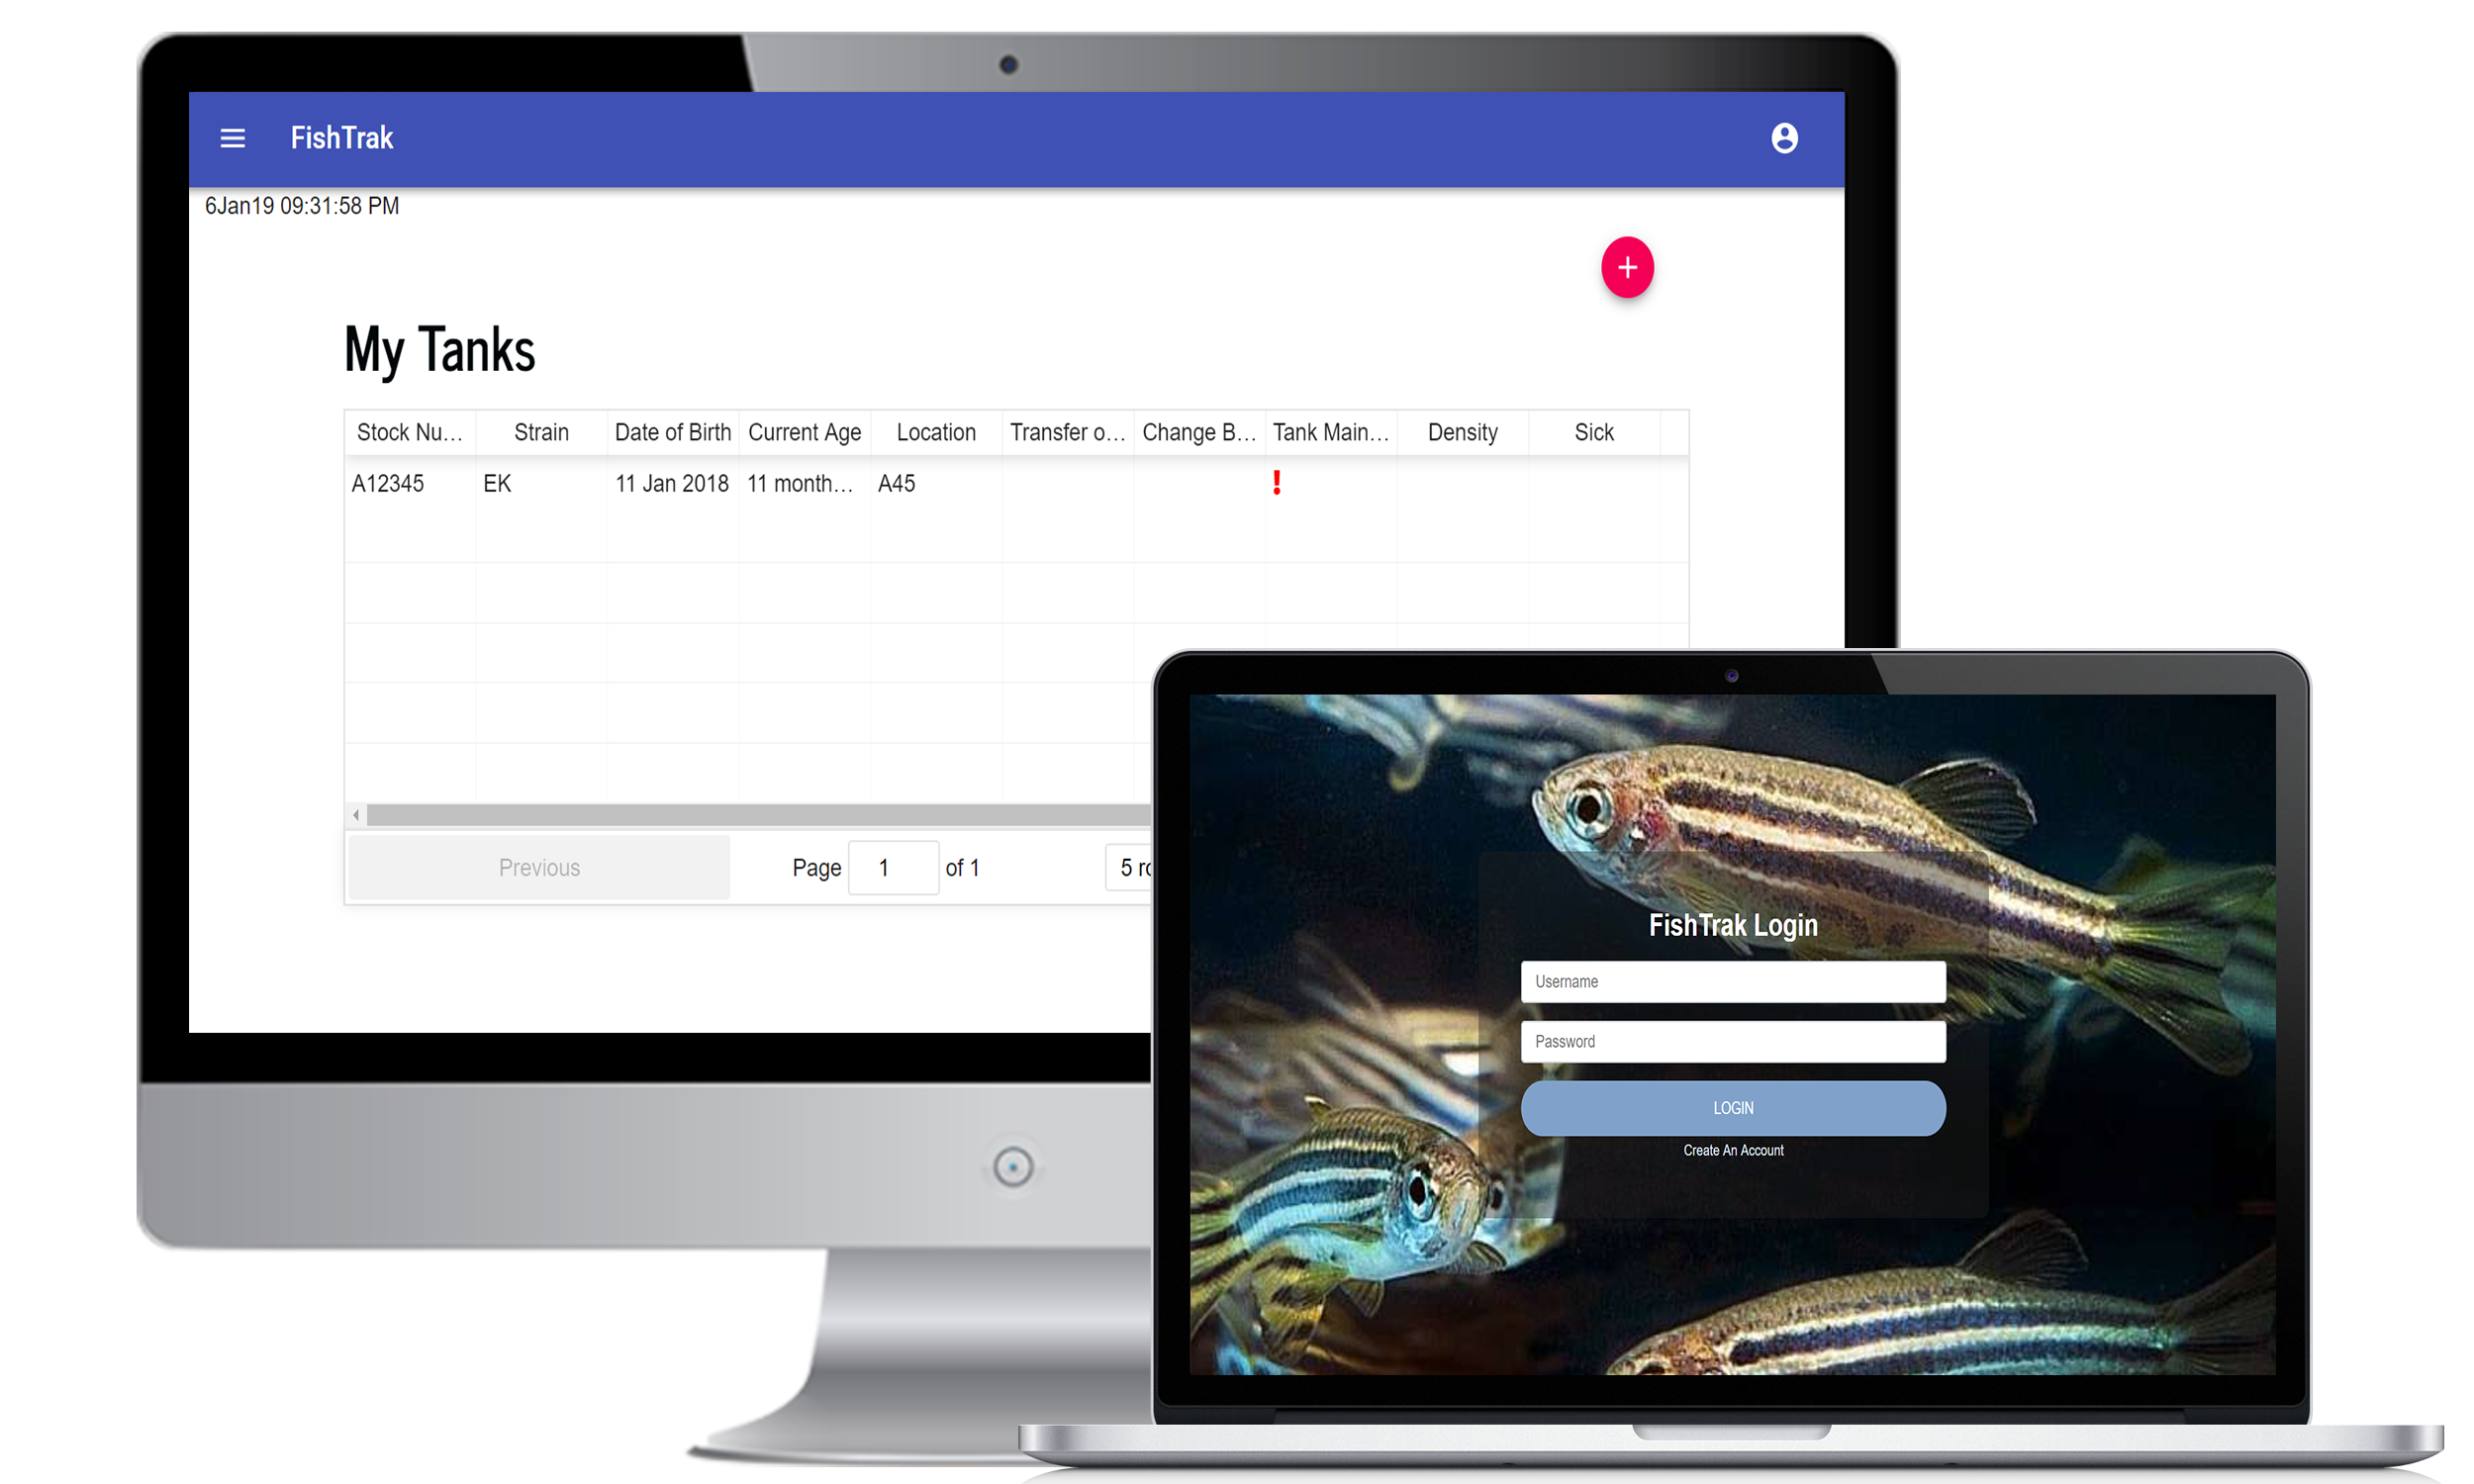 FishTrak
6Jan19 09:31:58 PM
+
My Tanks
Stock Nu… Strain Date of Birth Current Age Location Transfer o… Change B… Tank Main… Density Sick
A12345 EK 11 Jan 2018 11 month… A45 !
Previous Page 1 of 1 5
FishTrak Login
Username
Password
LOGIN
Create An Account